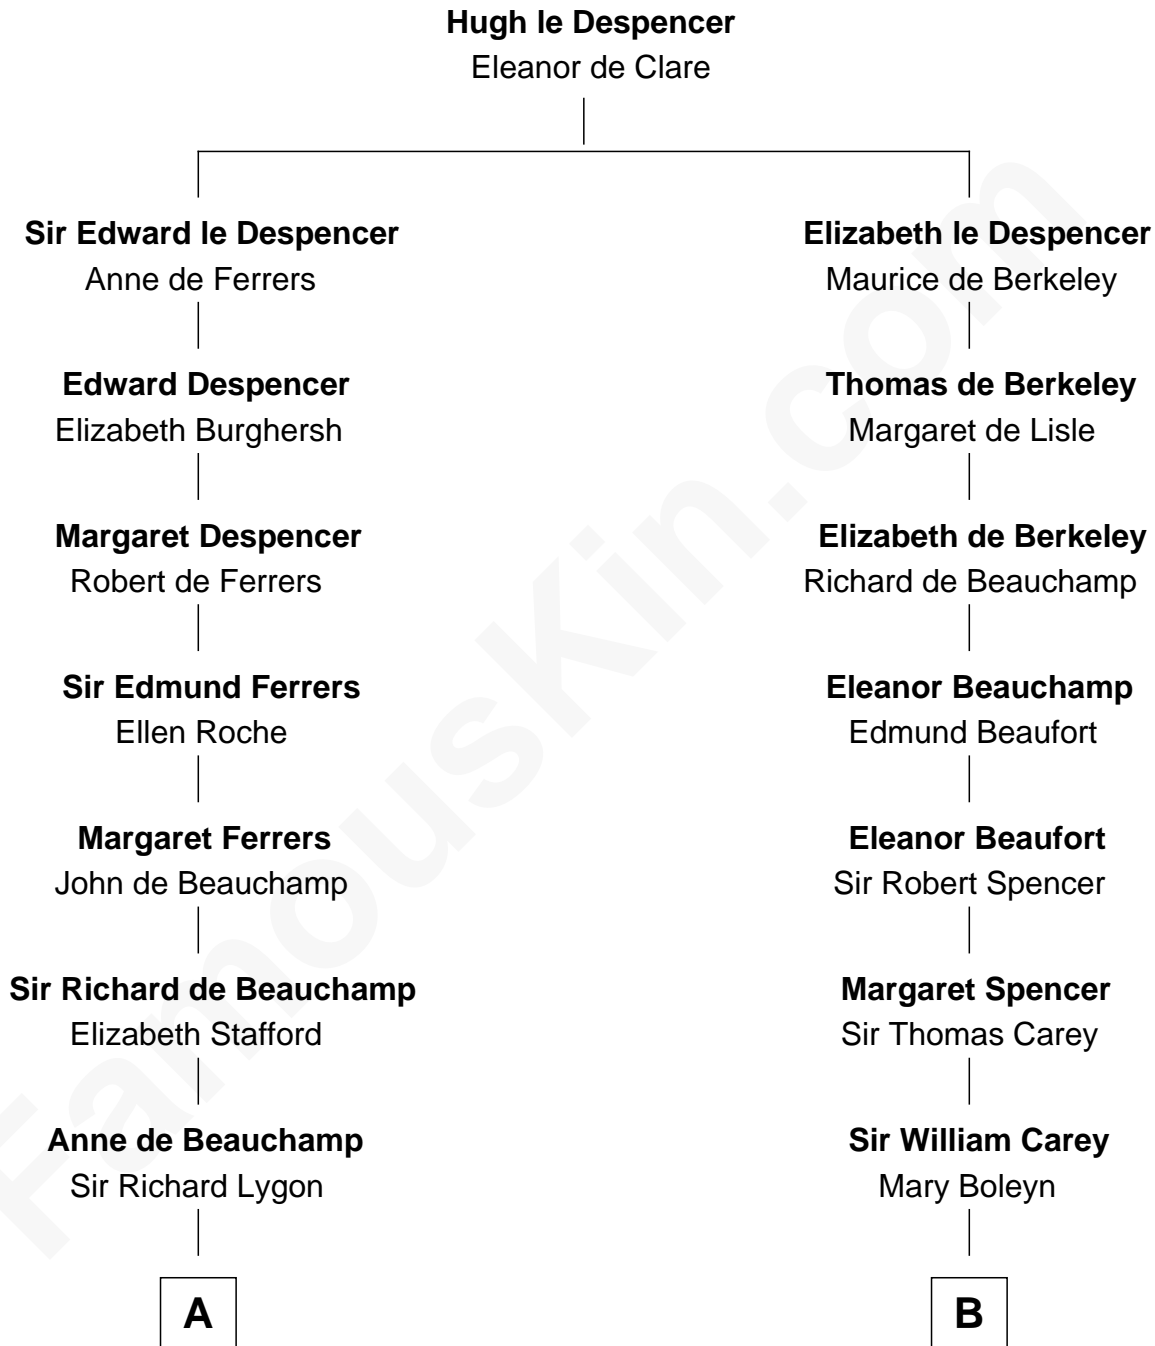 Hugh le Despencer
Eleanor de Clare
Sir Edward le Despencer
Anne de Ferrers
Elizabeth le Despencer
Maurice de Berkeley
Edward Despencer
Elizabeth Burghersh
Thomas de Berkeley
Margaret de Lisle
Margaret Despencer
Robert de Ferrers
Elizabeth de Berkeley
Richard de Beauchamp
Sir Edmund Ferrers
Ellen Roche
Eleanor Beauchamp
Edmund Beaufort
Margaret Ferrers
John de Beauchamp
Eleanor Beaufort
Sir Robert Spencer
Sir Richard de Beauchamp
Elizabeth Stafford
Margaret Spencer
Sir Thomas Carey
Anne de Beauchamp
Sir Richard Lygon
Sir William Carey
Mary Boleyn
A
B
FamousKin.com